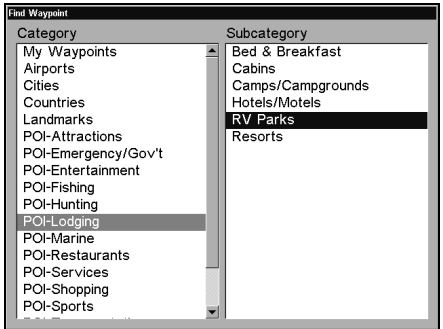 Find Waypoint
Category
My Waypoints
Airports
Cities
Countries
Landmarks
POI-Attractions
POI-Emergency/Gov't
POI-Entertainment
POI-Fishing
POI-Hunting
POI-Lodging
POI-Marine
POI-Restaurants
POI-Services
POI-Shopping
POI-Sports
Subcategory
Bed & Breakfast
Cabins
Camps/Campgrounds
Hotels/Motels
RV Parks
Resorts